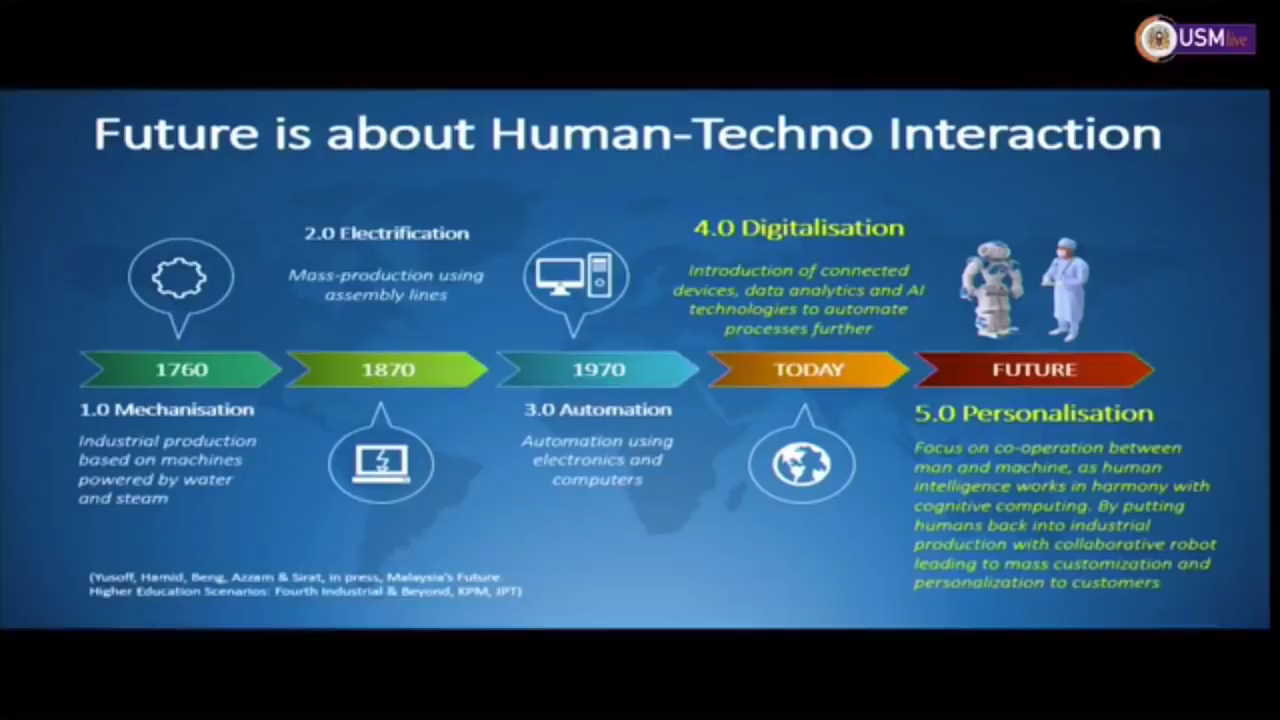 USMlive
Future is about Human-Techno Interaction
2.0 Electrification
Mass-production using
assembly lines
4.0 Digitalisation
Introduction of connected
devices, data analytics and AI
technologies to automate
processes further
1760
1870
1970
TODAY
FUTURE
1.0 Mechanisation
Industrial production
based on machines
powered by water
and steam
3.0 Automation
Automation using
electronics and
computers
5.0 Personalisation
Focus on co-operation between
man and machine, as human
intelligence works in harmony with
cognitive computing. By putting
humans back into industrial
production with collaborative robot
leading to mass customization and
personalization to customers
(Yusoff, Hamid, Beng, Azzam & Sirat, in press, Malaysia's Future
Higher Education Scenarios: Fourth Industrial & Beyond, KPM, JPT)